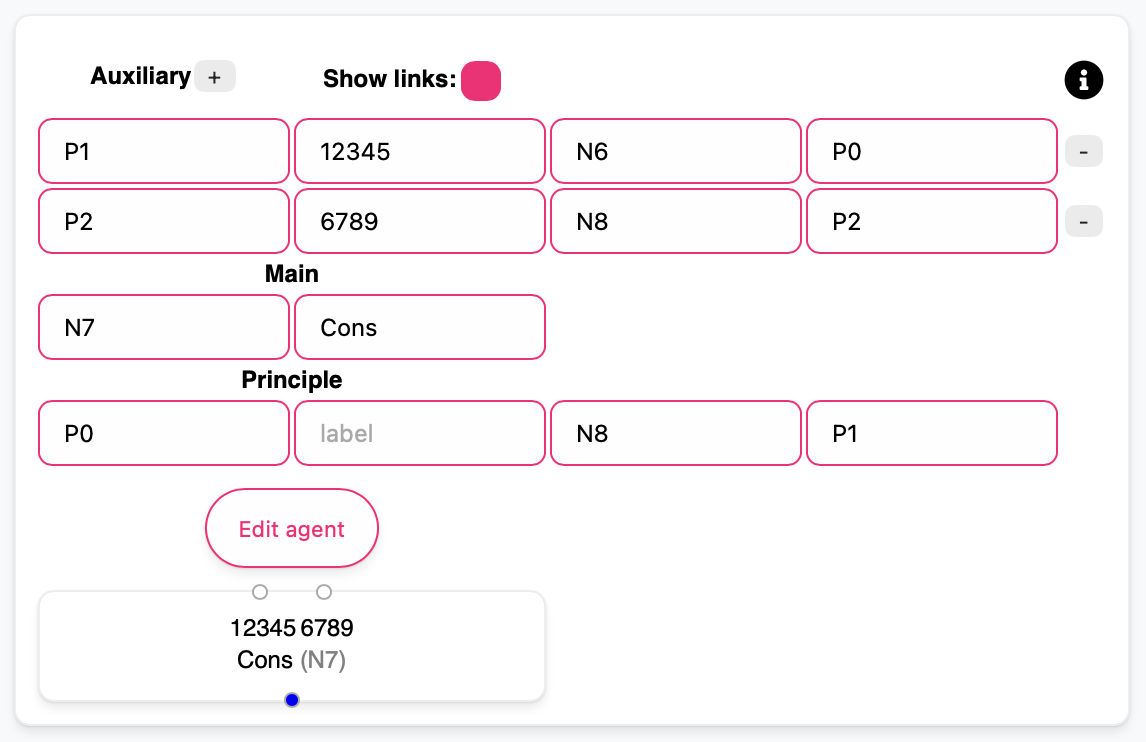 Auxiliary + Show links: i
P1 12345 N6 P0 -
P2 6789 N8 P2 -
Main
N7 Cons
Principle
P0 label N8 P1
Edit agent
12345 6789
Cons (N7)